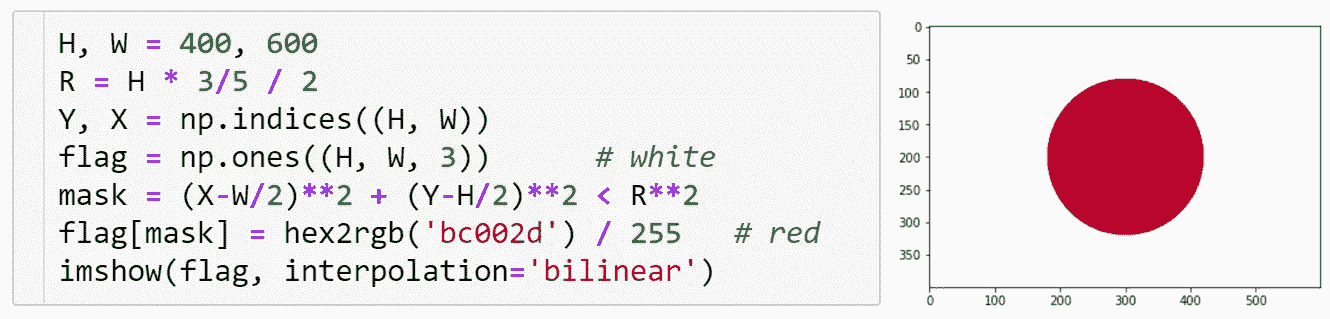 H, W = 400, 600
R = H * 3/5 / 2
Y, X = np.indices((H, W))
flag = np.ones((H, W, 3))     # white
mask = (X-W/2)**2 + (Y-H/2)**2 < R**2
flag[mask] = hex2rgb('bc002d') / 255   # red
imshow(flag, interpolation='bilinear')
0
50
100
150
200
250
300
350
0 100 200 300 400 500